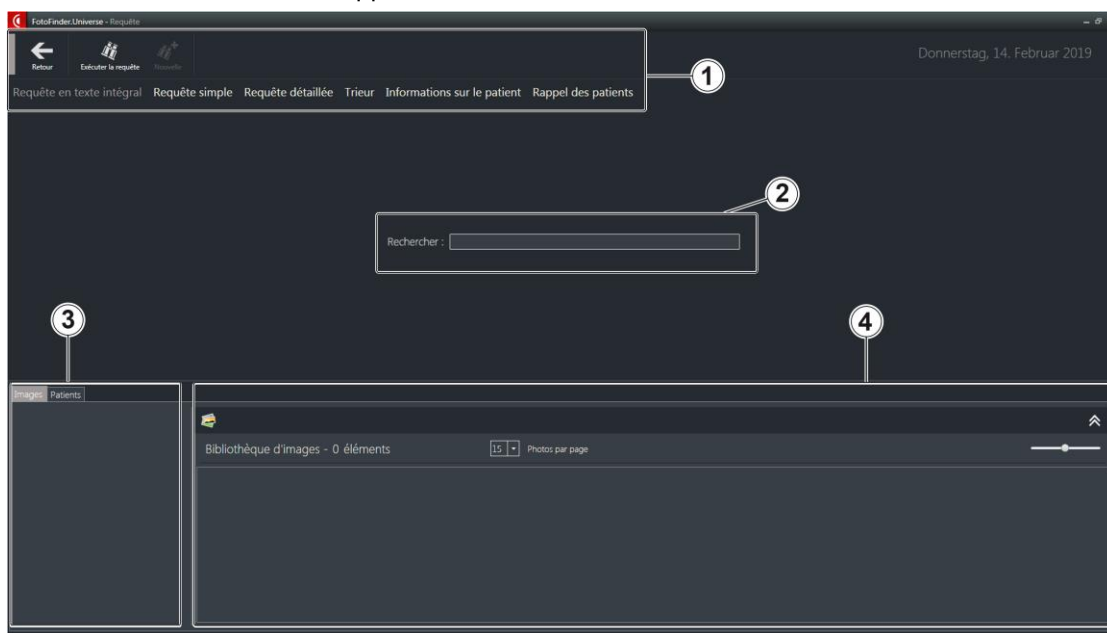 FotoFinder.Universe - Requête
Retour
Exécuter la requête
Nouvelle
Donnerstag, 14. Februar 2019
Requête en texte intégral Requête simple Requête détaillée Trieur Informations sur le patient Rappel des patients
1
2
Rechercher :
3
4
Images Patients
Bibliothèque d'images - 0 éléments
15 Photos par page